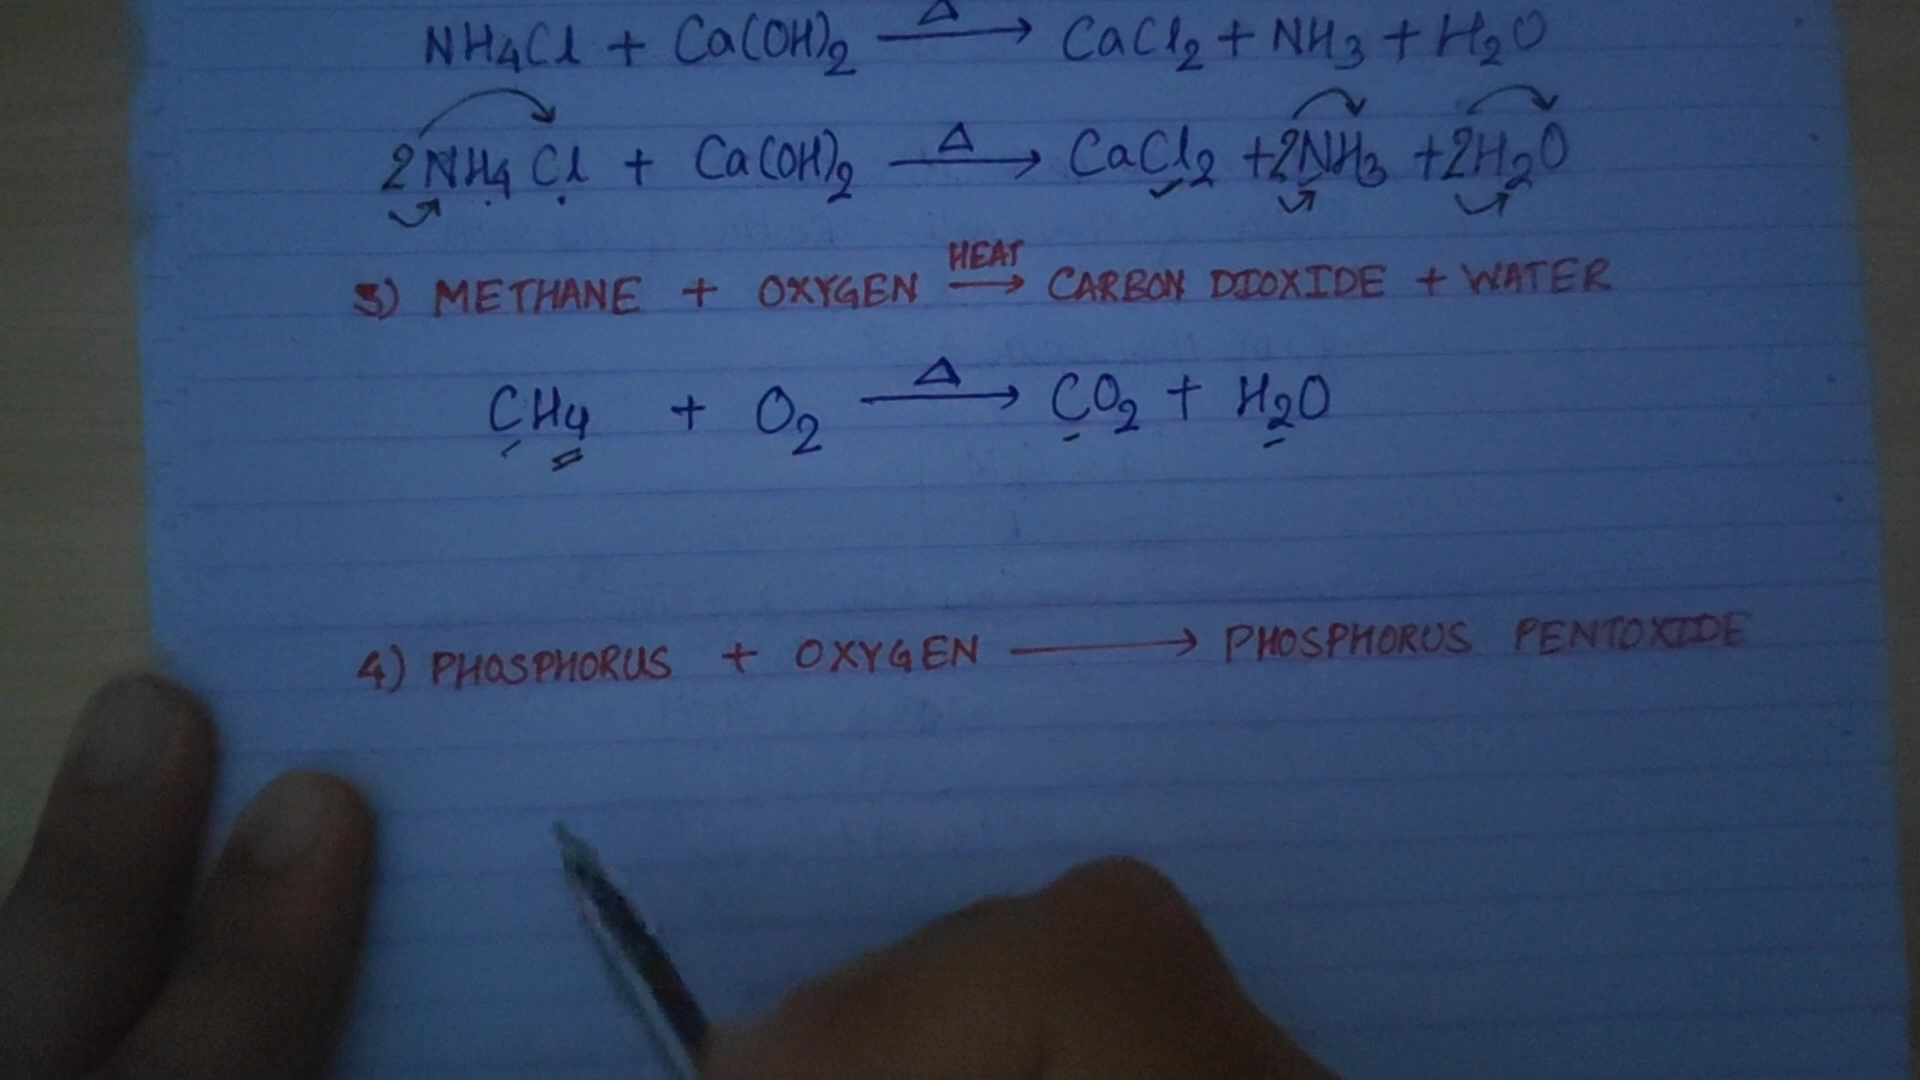 NH4Cl + Ca(OH)2 Δ→ CaCl2 + NH3 + H2O
2NH4Cl + Ca(OH)2 Δ→ CaCl2 + 2NH3 + 2H2O
3) METHANE + OXYGEN HEAT→ CARBON DIOXIDE + WATER
CH4 + O2 Δ→ CO2 + H2O
4) PHOSPHORUS + OXYGEN → PHOSPHORUS PENTOXIDE